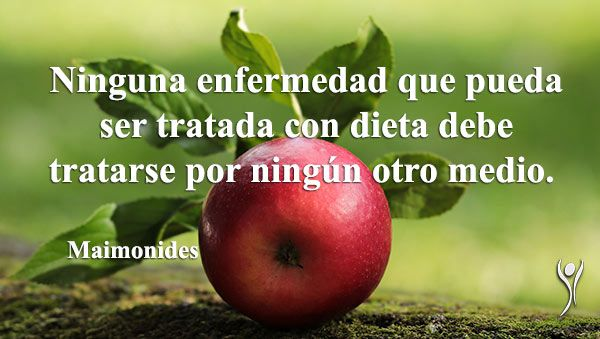 Ninguna enfermedad que pueda
ser tratada con dieta debe
tratarse por ningún otro medio.
Maimonides